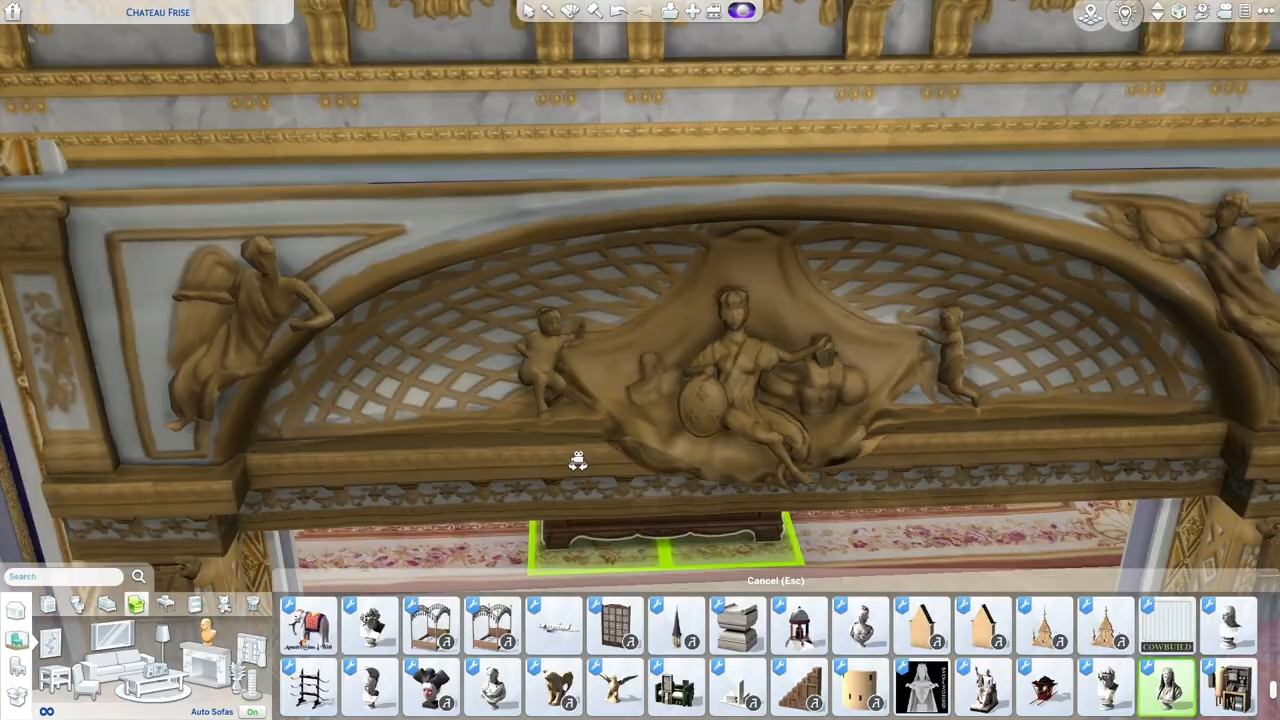 CHATEAU FRISE
Cancel (Esc)
Search
COWBUILD
Auto Sofas
On